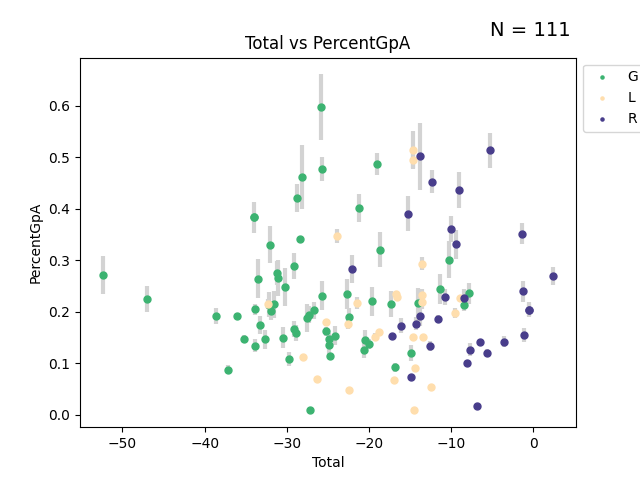 N = 111
Total vs PercentGpA
G
L
R
PercentGpA
0.6
0.5
0.4
0.3
0.2
0.1
0.0
−50 −40 −30 −20 −10 0
Total